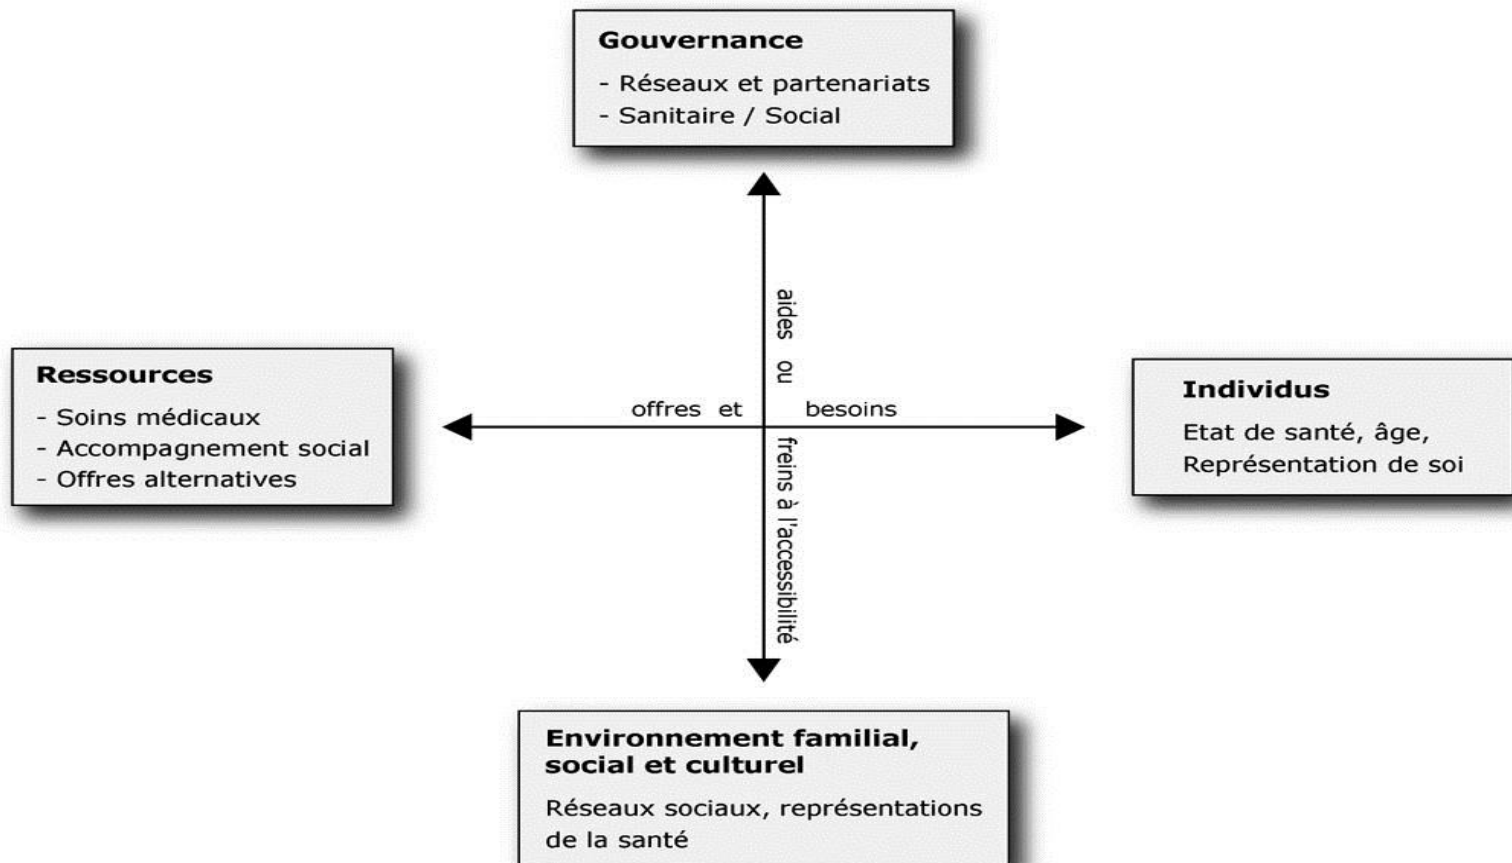 Gouvernance
- Réseaux et partenariats
- Sanitaire / Social
aides ou
Ressources
- Soins médicaux
- Accompagnement social
- Offres alternatives
offres et besoins
Individus
Etat de santé, âge,
Représentation de soi
freins à l'accessibilité
Environnement familial,
social et culturel
Réseaux sociaux, représentations
de la santé